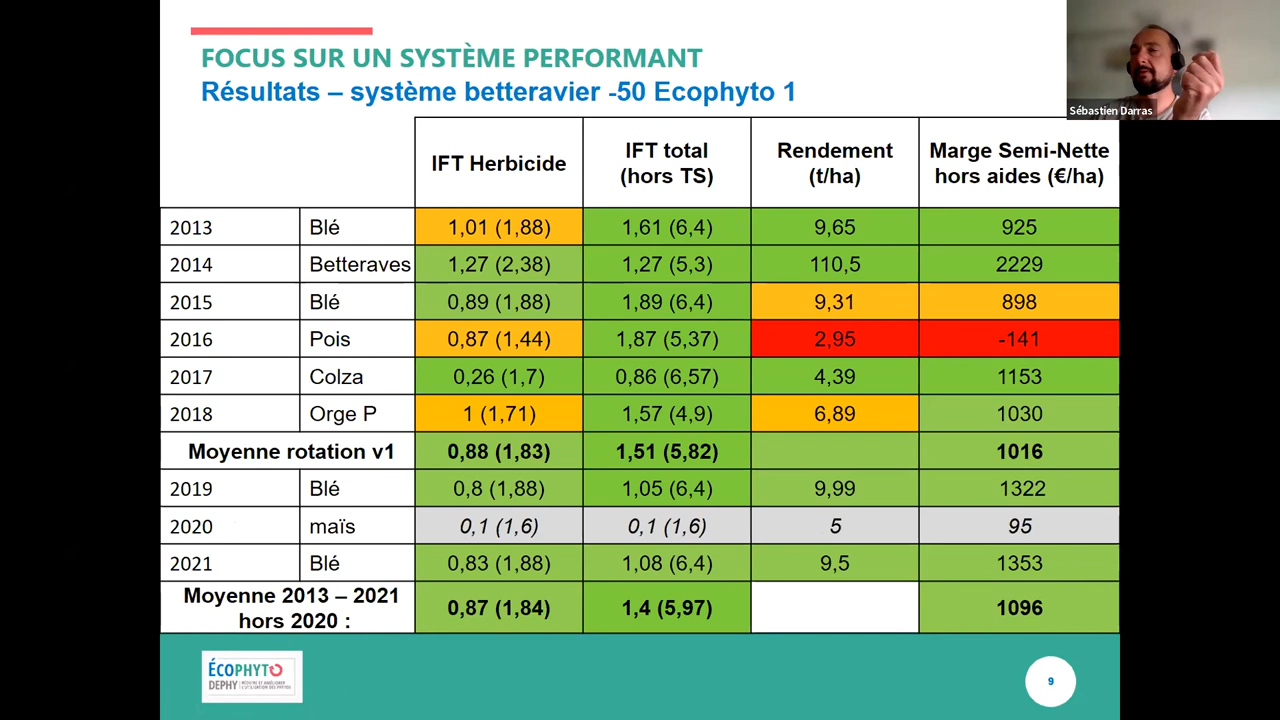 FOCUS SUR UN SYSTÈME PERFORMANT
Résultats – système betteravier -50 Ecophyto 1
Sébastien Darras
IFT Herbicide
IFT total
(hors TS)
Rendement
(t/ha)
Marge Semi-Nette
hors aides (€/ha)
2013 Blé 1,01 (1,88) 1,61 (6,4) 9,65 925
2014 Betteraves 1,27 (2,38) 1,27 (5,3) 110,5 2229
2015 Blé 0,89 (1,88) 1,89 (6,4) 9,31 898
2016 Pois 0,87 (1,44) 1,87 (5,37) 2,95 -141
2017 Colza 0,26 (1,7) 0,86 (6,57) 4,39 1153
2018 Orge P 1 (1,71) 1,57 (4,9) 6,89 1030
Moyenne rotation v1 0,88 (1,83) 1,51 (5,82) 1016
2019 Blé 0,8 (1,88) 1,05 (6,4) 9,99 1322
2020 maïs 0,1 (1,6) 0,1 (1,6) 5 95
2021 Blé 0,83 (1,88) 1,08 (6,4) 9,5 1353
Moyenne 2013 – 2021
hors 2020 : 0,87 (1,84) 1,4 (5,97) 1096
ÉCOPHYTO
DEPHY RÉDUIRE ET AMÉLIORER
L'UTILISATION DES PHYTOS
9